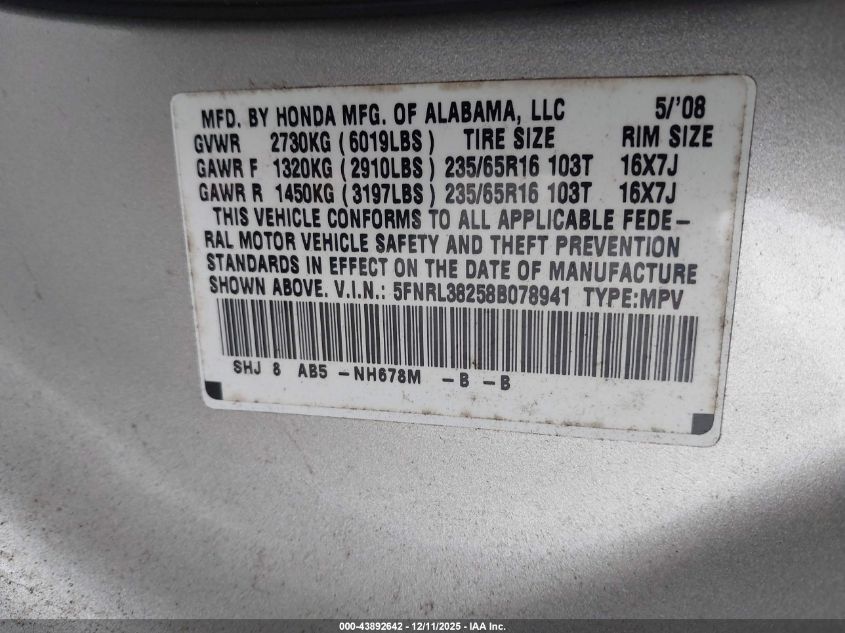 MFD. BY HONDA MFG. OF ALABAMA, LLC 5/'08
GVWR 2730KG (6019LBS) TIRE SIZE RIM SIZE
GAWR F 1320KG (2910LBS) 235/65R16 103T 16X7J
GAWR R 1450KG (3197LBS) 235/65R16 103T 16X7J
THIS VEHICLE CONFORMS TO ALL APPLICABLE FEDE-
RAL MOTOR VEHICLE SAFETY AND THEFT PREVENTION
STANDARDS IN EFFECT ON THE DATE OF MANUFACTURE
SHOWN ABOVE. V.I.N.: 5FNRL38258B078941 TYPE:MPV
SHJ 8 AB5 -NH678M -B -B
000-43892642 - 12/11/2025 - IAA Inc.